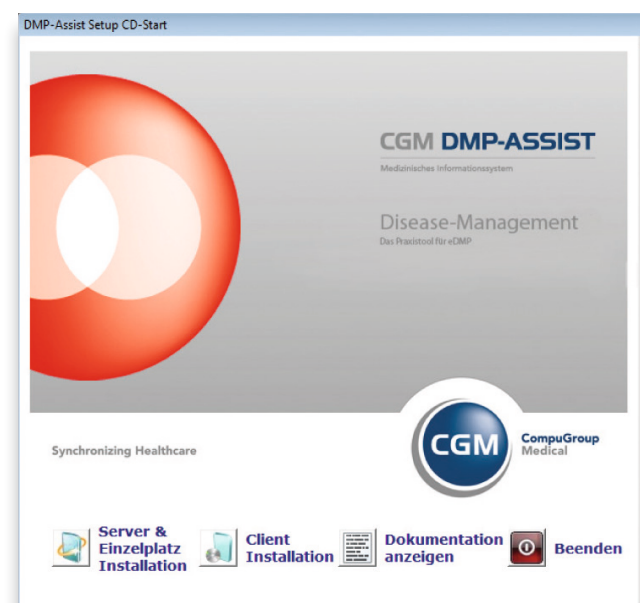 DMP-Assist Setup CD-Start
CGM DMP-ASSIST
Medizinisches Informationssystem
Disease-Management
Das Praxistool für eDMP
Synchronizing Healthcare
CGM
CompuGroup
Medical
Server &
Einzelplatz
Installation
Client
Installation
Dokumentation
anzeigen
Beenden